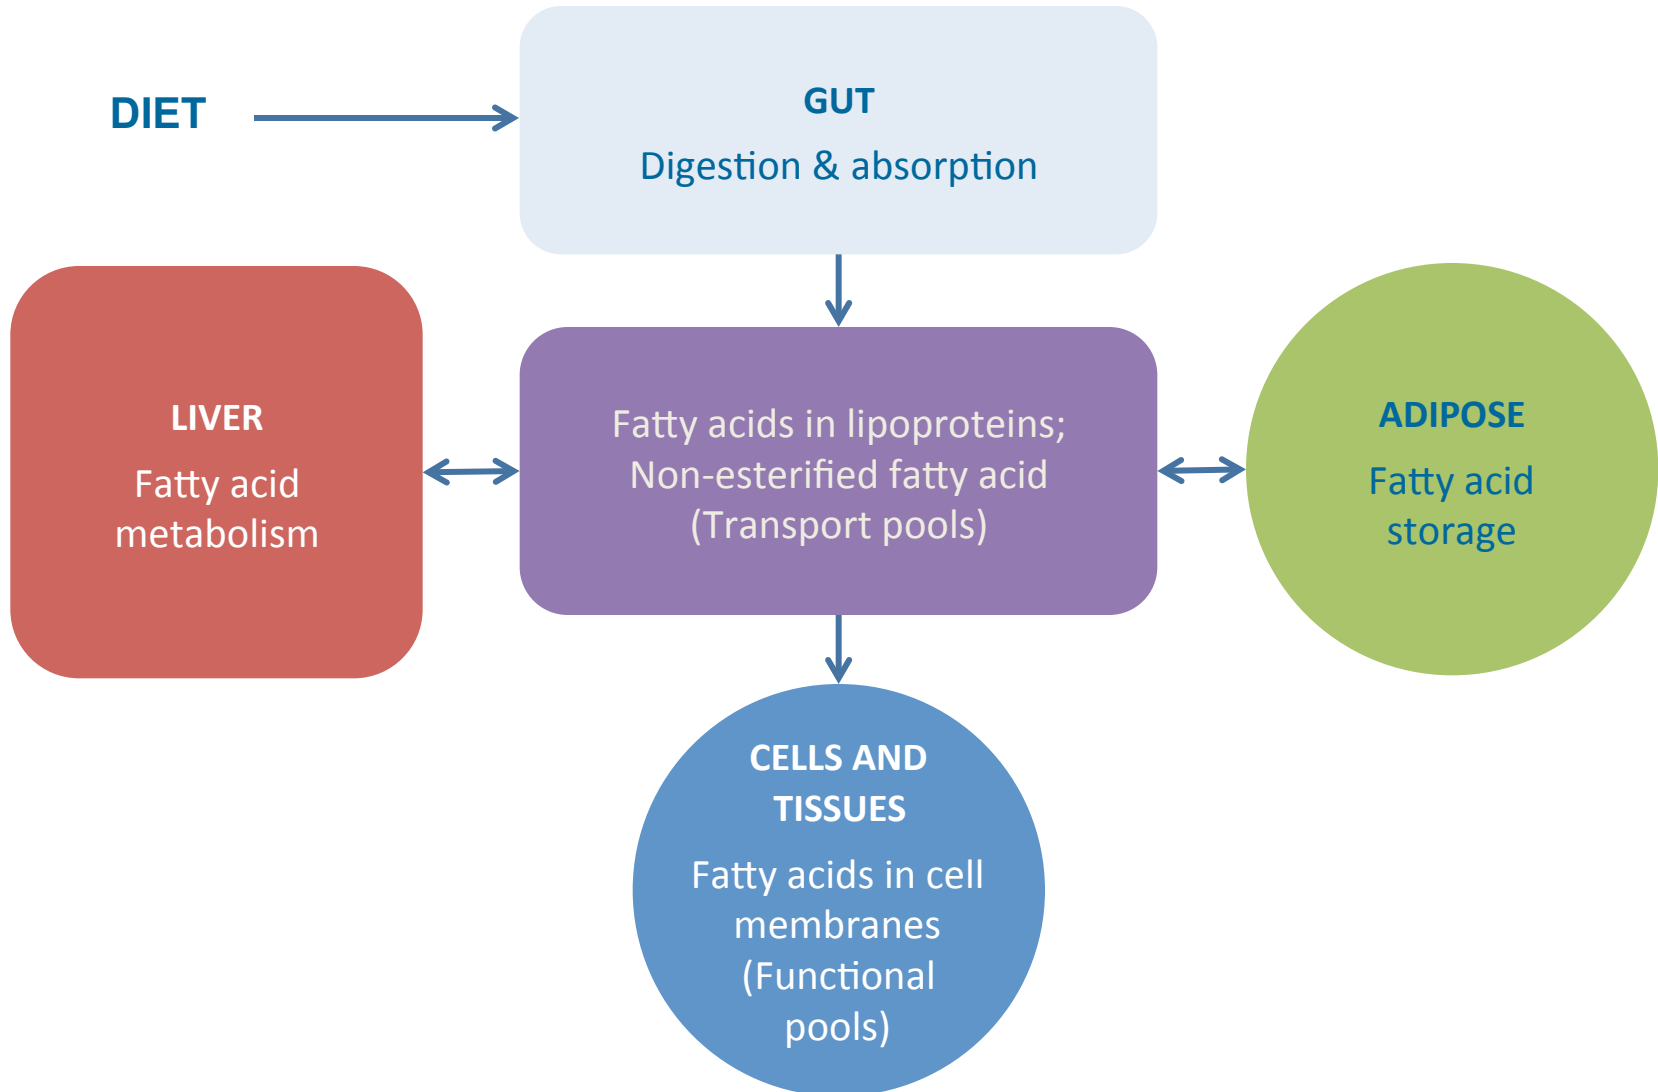 DIET
GUT
Digestion & absorption
LIVER
Fatty acid
metabolism
Fatty acids in lipoproteins;
Non-esterified fatty acid
(Transport pools)
ADIPOSE
Fatty acid
storage
CELLS AND
TISSUES
Fatty acids in cell
membranes
(Functional
pools)